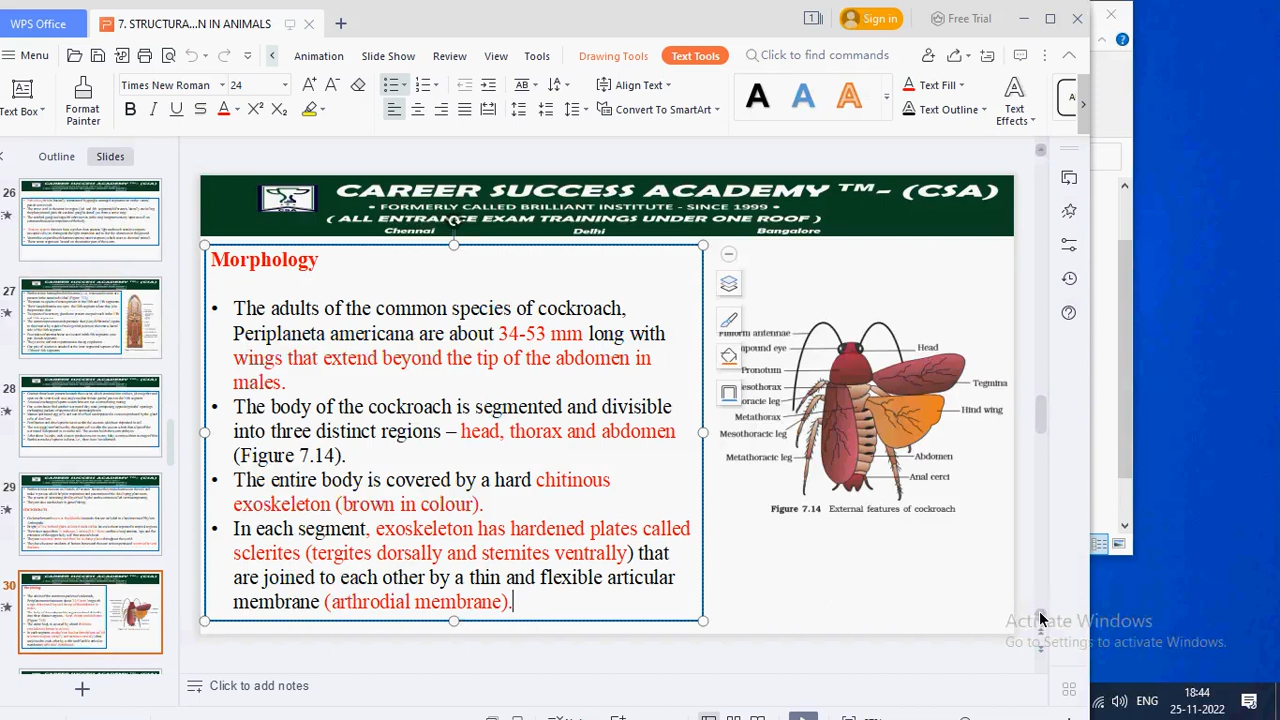 WPS Office
7. STRUCTURA...N IN ANIMALS
Sign in
Free Trial
Menu
Animation
Slide Show
Review
View
Tools
Drawing Tools
Text Tools
Click to find commands
Times New Roman
24
Align Text
Text Fill
Text Box
Format Painter
Convert To SmartArt
Text Outline
Text Effects
Outline
Slides
CAREER SUCCESS ACADEMY ™- (CSA)
• FORMERLY CALLED BRILLIANT INSTITUTE - SINCE 1999 •
Chennai
Delhi
Bangalore
Morphology
• The adults of the common species of cockroach,
Periplaneta americana are about 34-53 mm long with
wings that extend beyond the tip of the abdomen in
males.
• The body of the cockroach is segmented and divisible
into three distinct regions – head, thorax and abdomen
(Figure 7.14).
• The entire body is covered by a hard chitinous
exoskeleton (brown in colour).
• In each segment, exoskeleton has hardened plates called
sclerites (tergites dorsally and sternites ventrally) that
are joined to each other by a thin and flexible articular
membrane (arthrodial membrane).
Head
Pronotum
Tegmina
Metathorax
Hind wing
Mesothoracic leg
Metathoracic leg
Abdomen
Anal cerci
Figure 7.14 External features of cockroach
26
27
28
29
30
Click to add notes
Activate Windows
Go to Settings to activate Windows.
ENG
18:44
25-11-2022